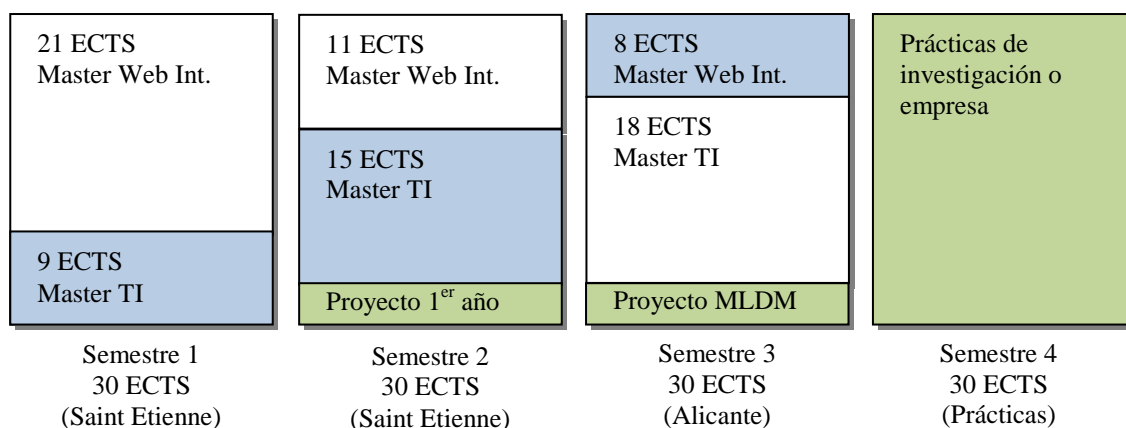 21 ECTS
Master Web Int.
9 ECTS
Master TI
Semestre 1
30 ECTS
(Saint Etienne)
11 ECTS
Master Web Int.
15 ECTS
Master TI
Proyecto 1er año
Semestre 2
30 ECTS
(Saint Etienne)
8 ECTS
Master Web Int.
18 ECTS
Master TI
Proyecto MLDM
Semestre 3
30 ECTS
(Alicante)
Prácticas de
investigación o
empresa
Semestre 4
30 ECTS
(Prácticas)